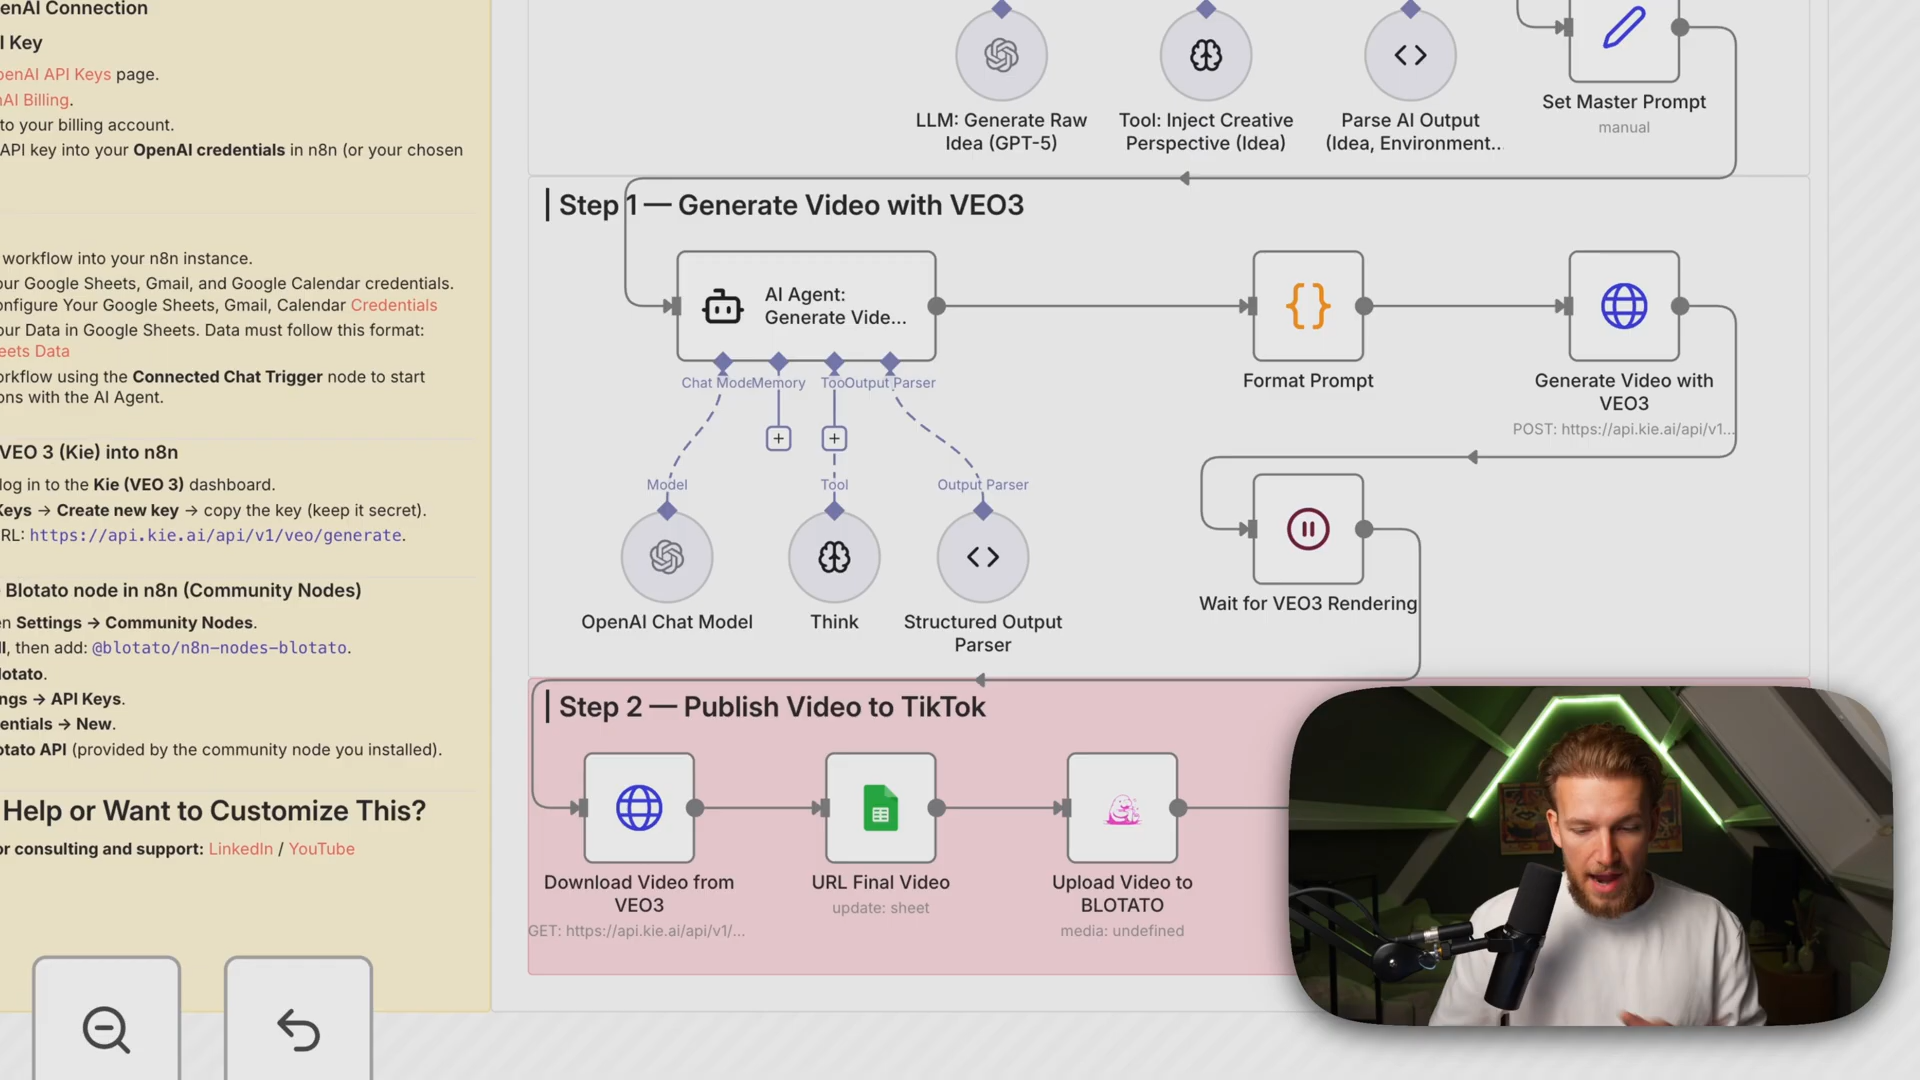 enAI Connection
l Key
penAI API Keys page.
nAI Billing.
to your billing account.
API key into your OpenAI credentials in n8n (or your chosen
workflow into your n8n instance.
our Google Sheets, Gmail, and Google Calendar credentials.
onfigure Your Google Sheets, Gmail, Calendar Credentials
our Data in Google Sheets. Data must follow this format:
eets Data
orkflow using the Connected Chat Trigger node to start
ons with the AI Agent.
VEO 3 (Kie) into n8n
log in to the Kie (VEO 3) dashboard.
Keys → Create new key → copy the key (keep it secret).
RL: https://api.kie.ai/api/v1/veo/generate.
Blotato node in n8n (Community Nodes)
en Settings → Community Nodes.
ll, then add: @blotato/n8n-nodes-blotato.
lotato.
ngs → API Keys.
entials → New.
otato API (provided by the community node you installed).
Help or Want to Customize This?
or consulting and support: LinkedIn / YouTube
LLM: Generate Raw
Idea (GPT-5)
Tool: Inject Creative
Perspective (Idea)
Parse AI Output
(Idea, Environment...
Set Master Prompt
manual
Step 1 — Generate Video with VEO3
AI Agent:
Generate Vide...
Chat Mode
Memory
Too
Output Parser
Format Prompt
Generate Video with
VEO3
POST: https://api.kie.ai/api/v1...
Model
Tool
Output Parser
OpenAI Chat Model
Think
Structured Output
Parser
Wait for VEO3 Rendering
Step 2 — Publish Video to TikTok
Download Video from
VEO3
GET: https://api.kie.ai/api/v1/...
URL Final Video
update: sheet
Upload Video to
BLOTATO
media: undefined